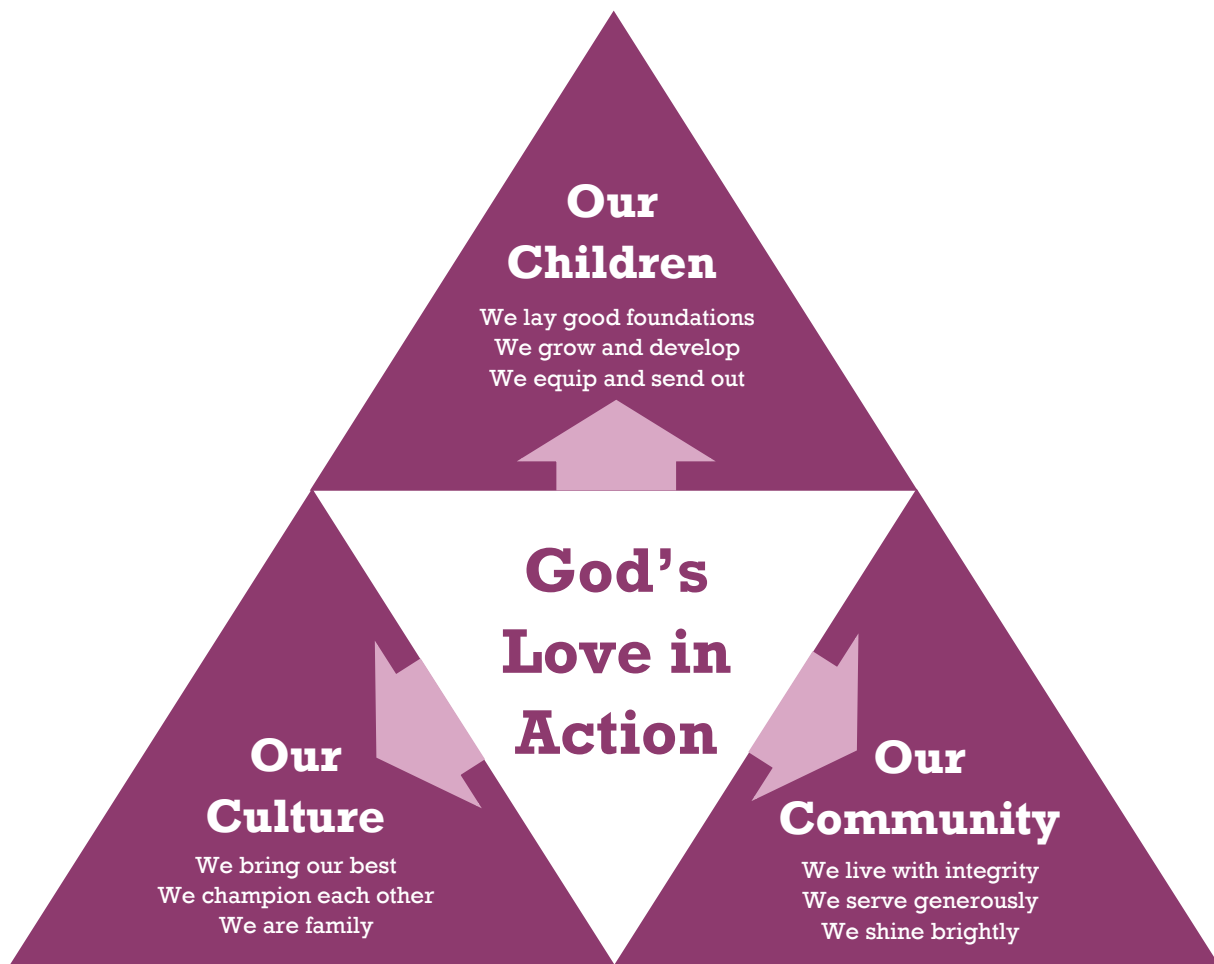 Our
Children
We lay good foundations
We grow and develop
We equip and send out
God’s
Love in
Action
Our
Culture
We bring our best
We champion each other
We are family
Our
Community
We live with integrity
We serve generously
We shine brightly